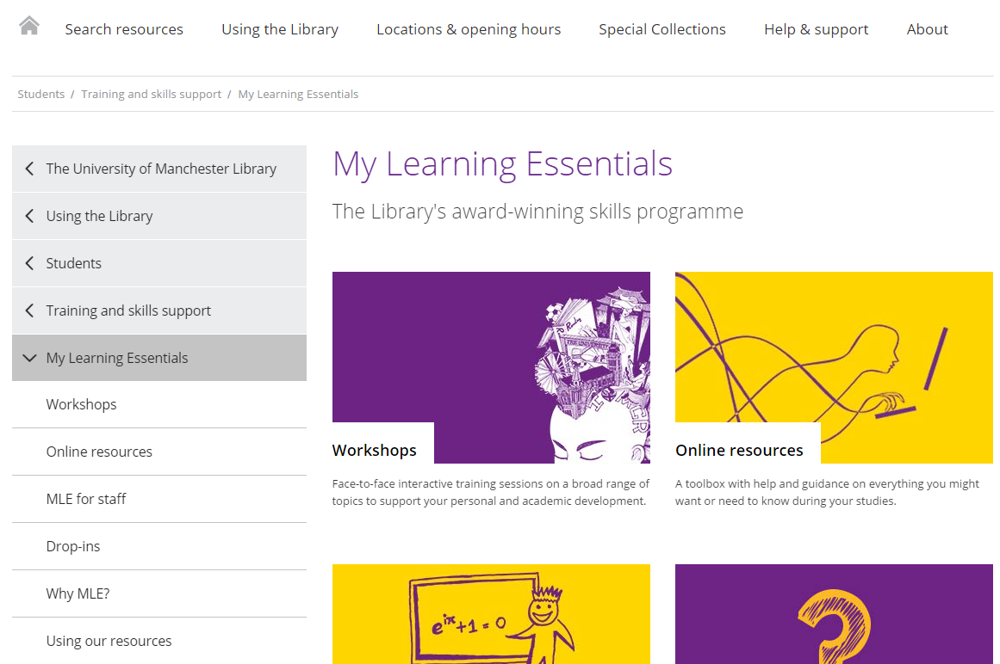 Search resources Using the Library Locations & opening hours Special Collections Help & support About
Students / Training and skills support / My Learning Essentials
The University of Manchester Library
Using the Library
Students
Training and skills support
My Learning Essentials
Workshops
Online resources
MLE for staff
Drop-ins
Why MLE?
Using our resources
My Learning Essentials
The Library's award-winning skills programme
THE UNIVERSITY
Workshops
Face-to-face interactive training sessions on a broad range of
topics to support your personal and academic development.
Online resources
A toolbox with help and guidance on everything you might
want or need to know during your studies.
e^iπ+1=0
?